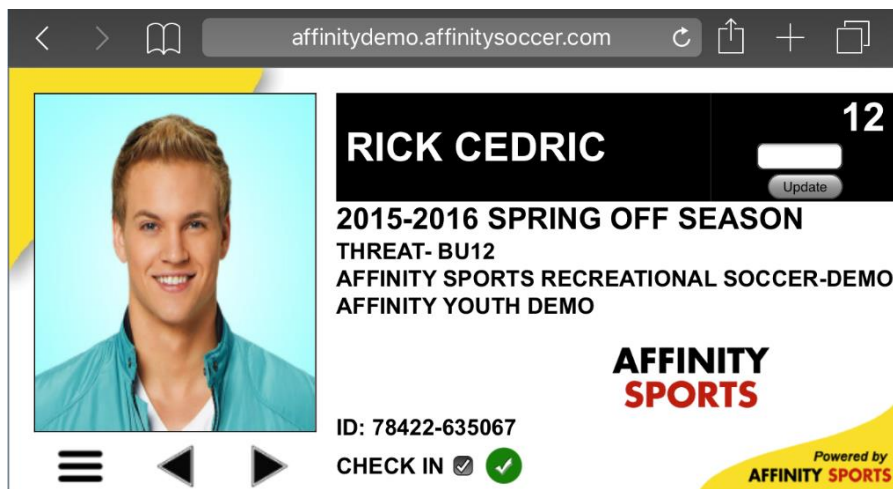 affinitydemo.affinitysoccer.com
RICK CEDRIC
12
Update
2015-2016 SPRING OFF SEASON
THREAT- BU12
AFFINITY SPORTS RECREATIONAL SOCCER-DEMO
AFFINITY YOUTH DEMO
AFFINITY
SPORTS
ID: 78422-635067
CHECK IN
Powered by
AFFINITY SPORTS